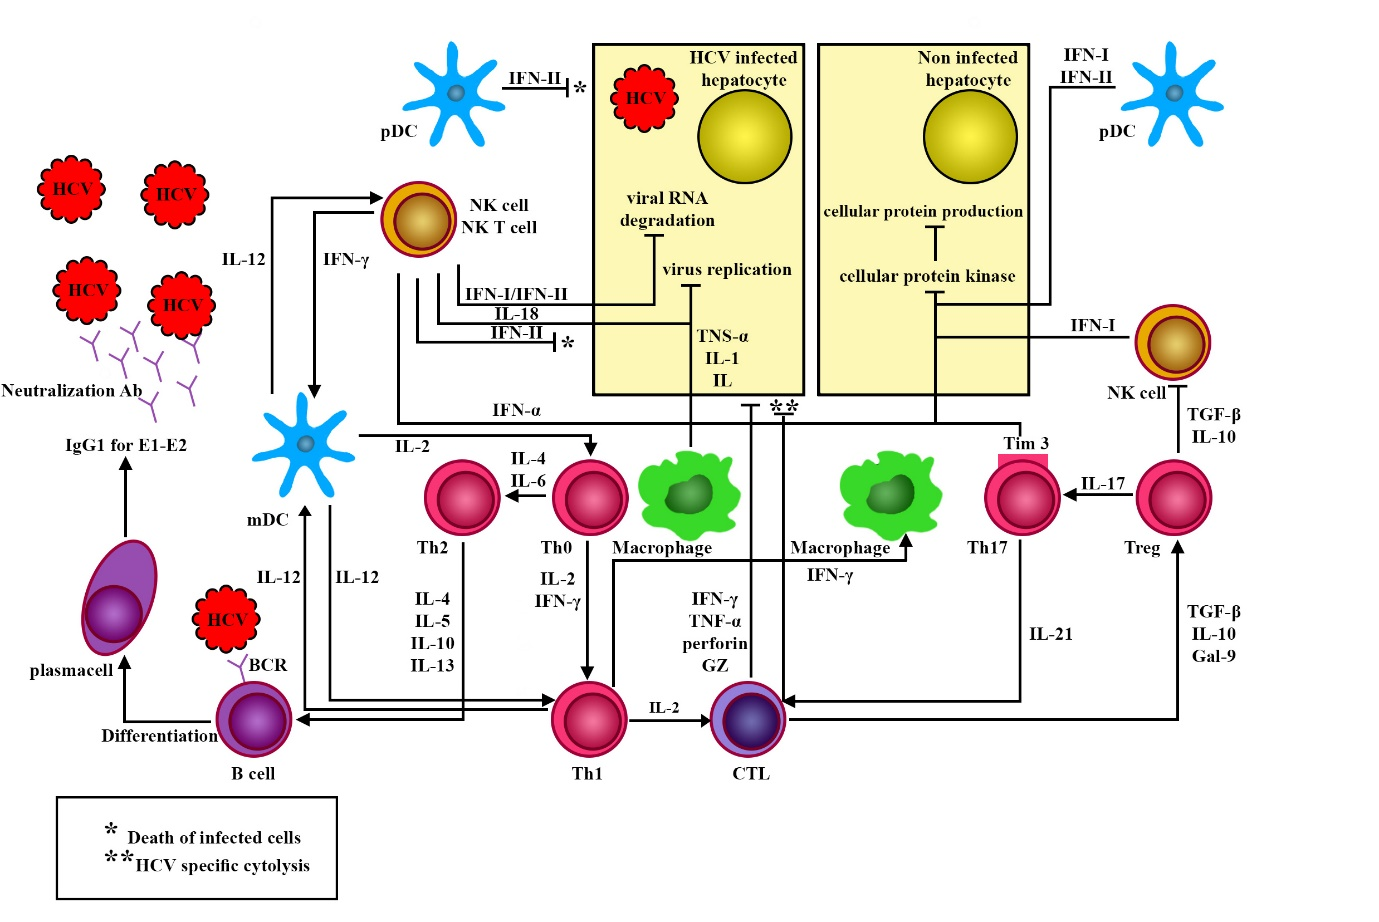 IFN-II
*
pDC
HCV infected
hepatocyte
HCV
Non infected
hepatocyte
IFN-I
IFN-II
pDC
HCV
HCV
HCV
HCV
NK cell
NK T cell
IL-12
IFN-γ
viral RNA
degradation
virus replication
cellular protein production
cellular protein kinase
IFN-I/IFN-II
IL-18
IFN-II
*
TNS-α
IL-1
IL
IFN-I
NK cell
Neutralization Ab
IgG1 for E1-E2
IFN-α
**
TGF-β
IL-10
IL-2
IL-4
IL-6
Tim 3
IL-17
mDC
Th2
Th0
Macrophage
Macrophage
IFN-γ
Th17
Treg
IL-12
IL-12
IL-2
IFN-γ
HCV
BCR
plasmacell
IL-4
IL-5
IL-10
IL-13
IFN-γ
TNF-α
perforin
GZ
IL-21
TGF-β
IL-10
Gal-9
IL-2
Differentiation
B cell
Th1
CTL
* Death of infected cells
**HCV specific cytolysis